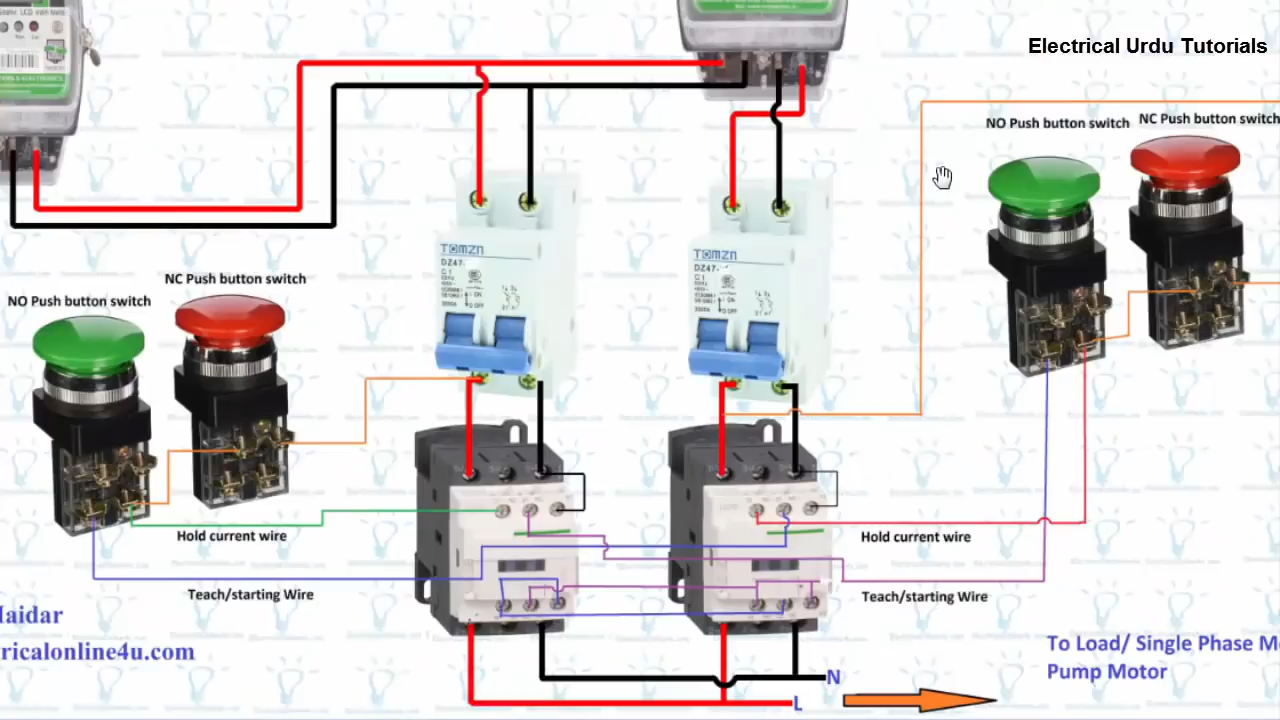 Electrical Urdu Tutorials
NO Push button switch
NC Push button switch
TOMZN
DZ47-
TOMZN
DZ47-
NC Push button switch
NO Push button switch
Hold current wire
Teach/starting Wire
Hold current wire
Teach/starting Wire
Haidar
ricalonline4u.com
To Load/ Single Phase M
Pump Motor
N
L